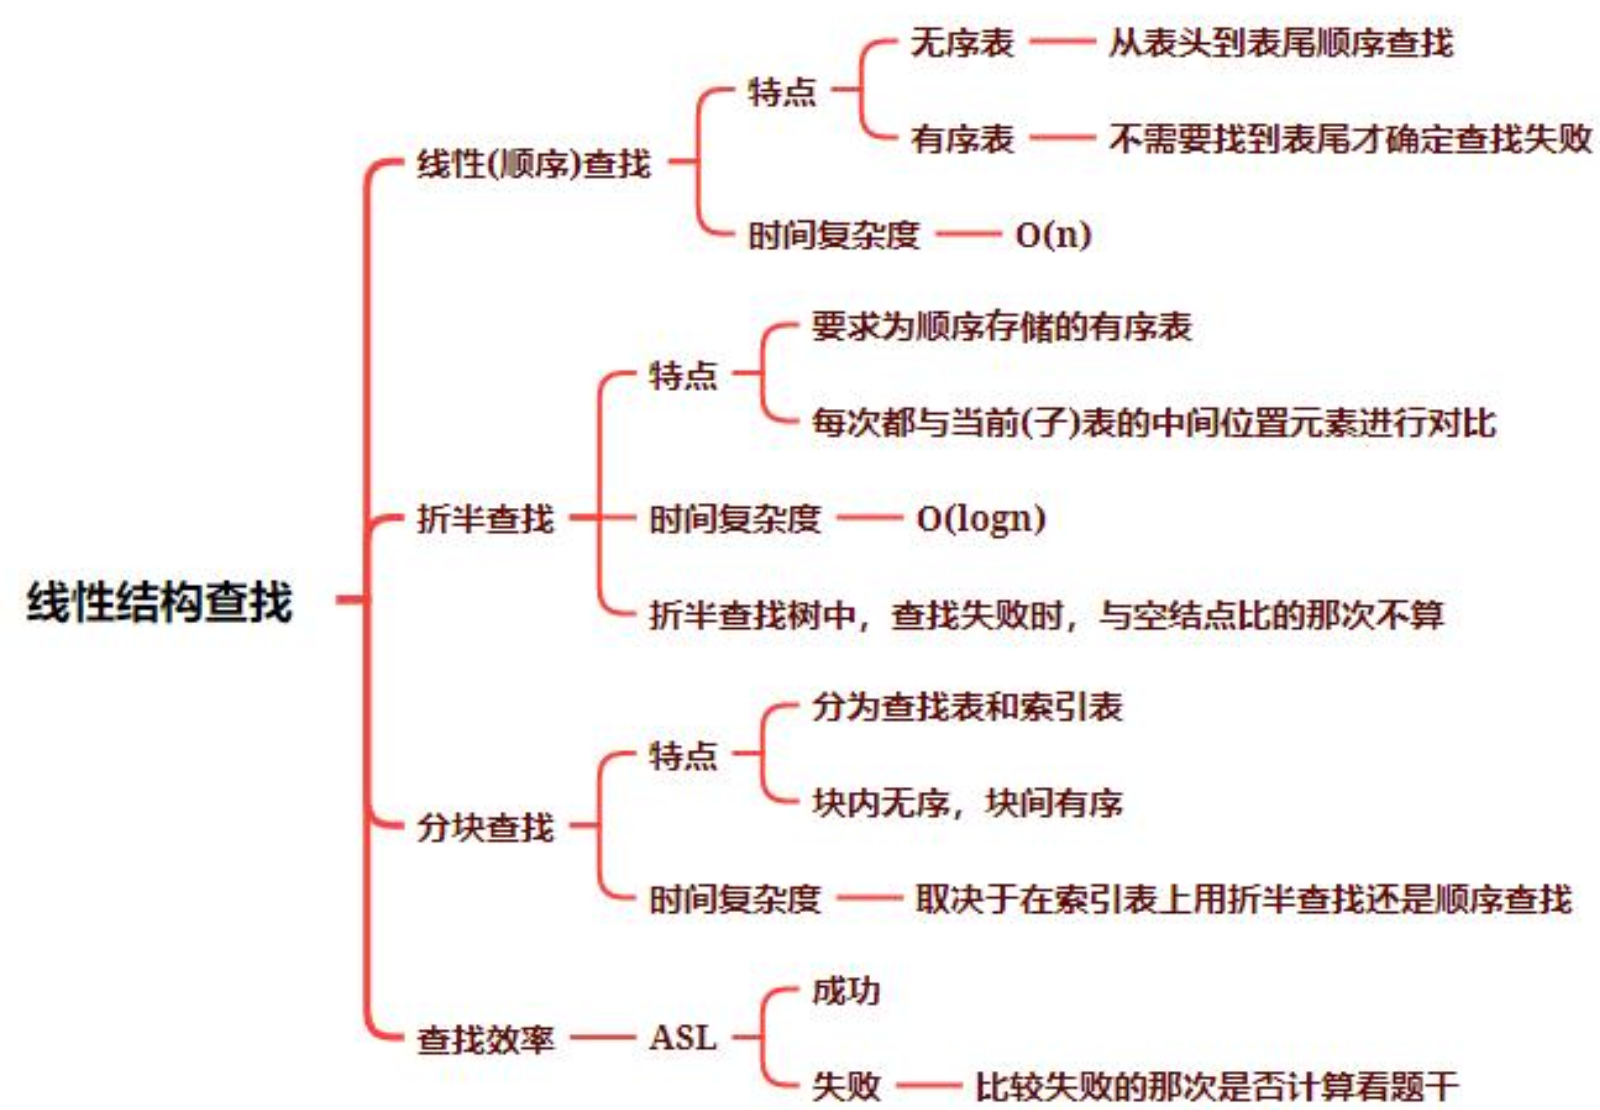 线性结构查找
线性(顺序)查找
特点
无序表
从表头到表尾顺序查找
有序表
不需要找到表尾才确定查找失败
时间复杂度
O(n)
折半查找
特点
要求为顺序存储的有序表
每次都与当前(子)表的中间位置元素进行对比
时间复杂度
O(logn)
折半查找树中，查找失败时，与空结点比的那次不算
分块查找
特点
分为查找表和索引表
块内无序，块间有序
时间复杂度
取决于在索引表上用折半查找还是顺序查找
查找效率
ASL
成功
失败
比较失败的那次是否计算看题干